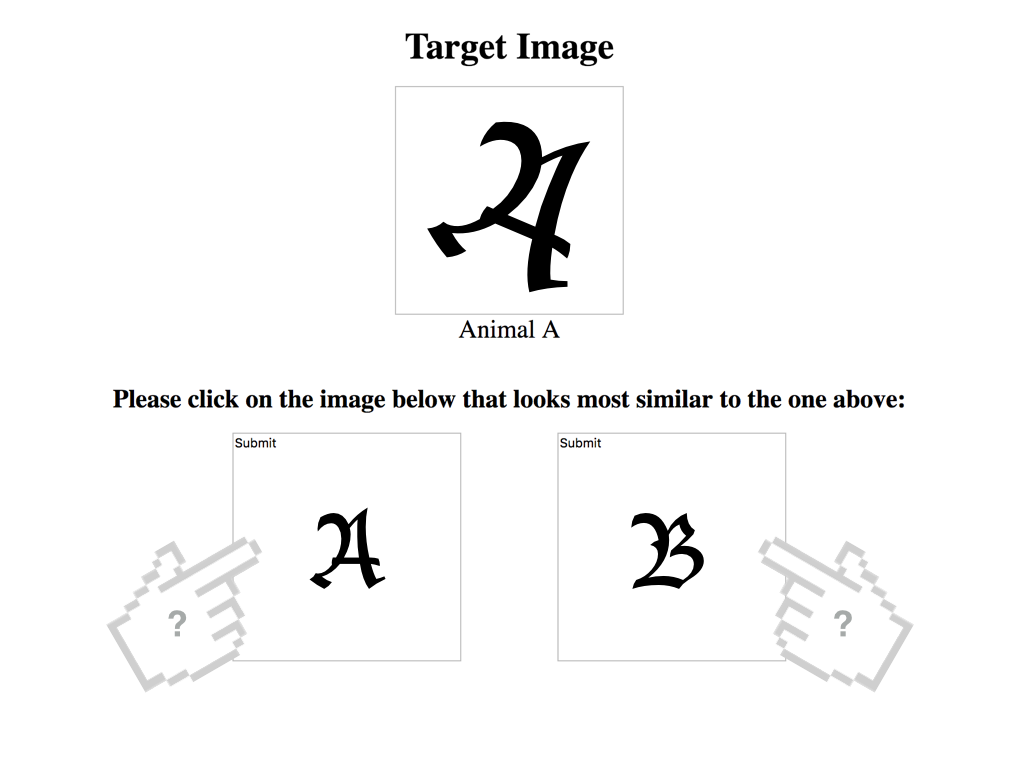 Target Image
A
Animal A
Please click on the image below that looks most similar to the one above:
Submit
Submit
A
B
?
?